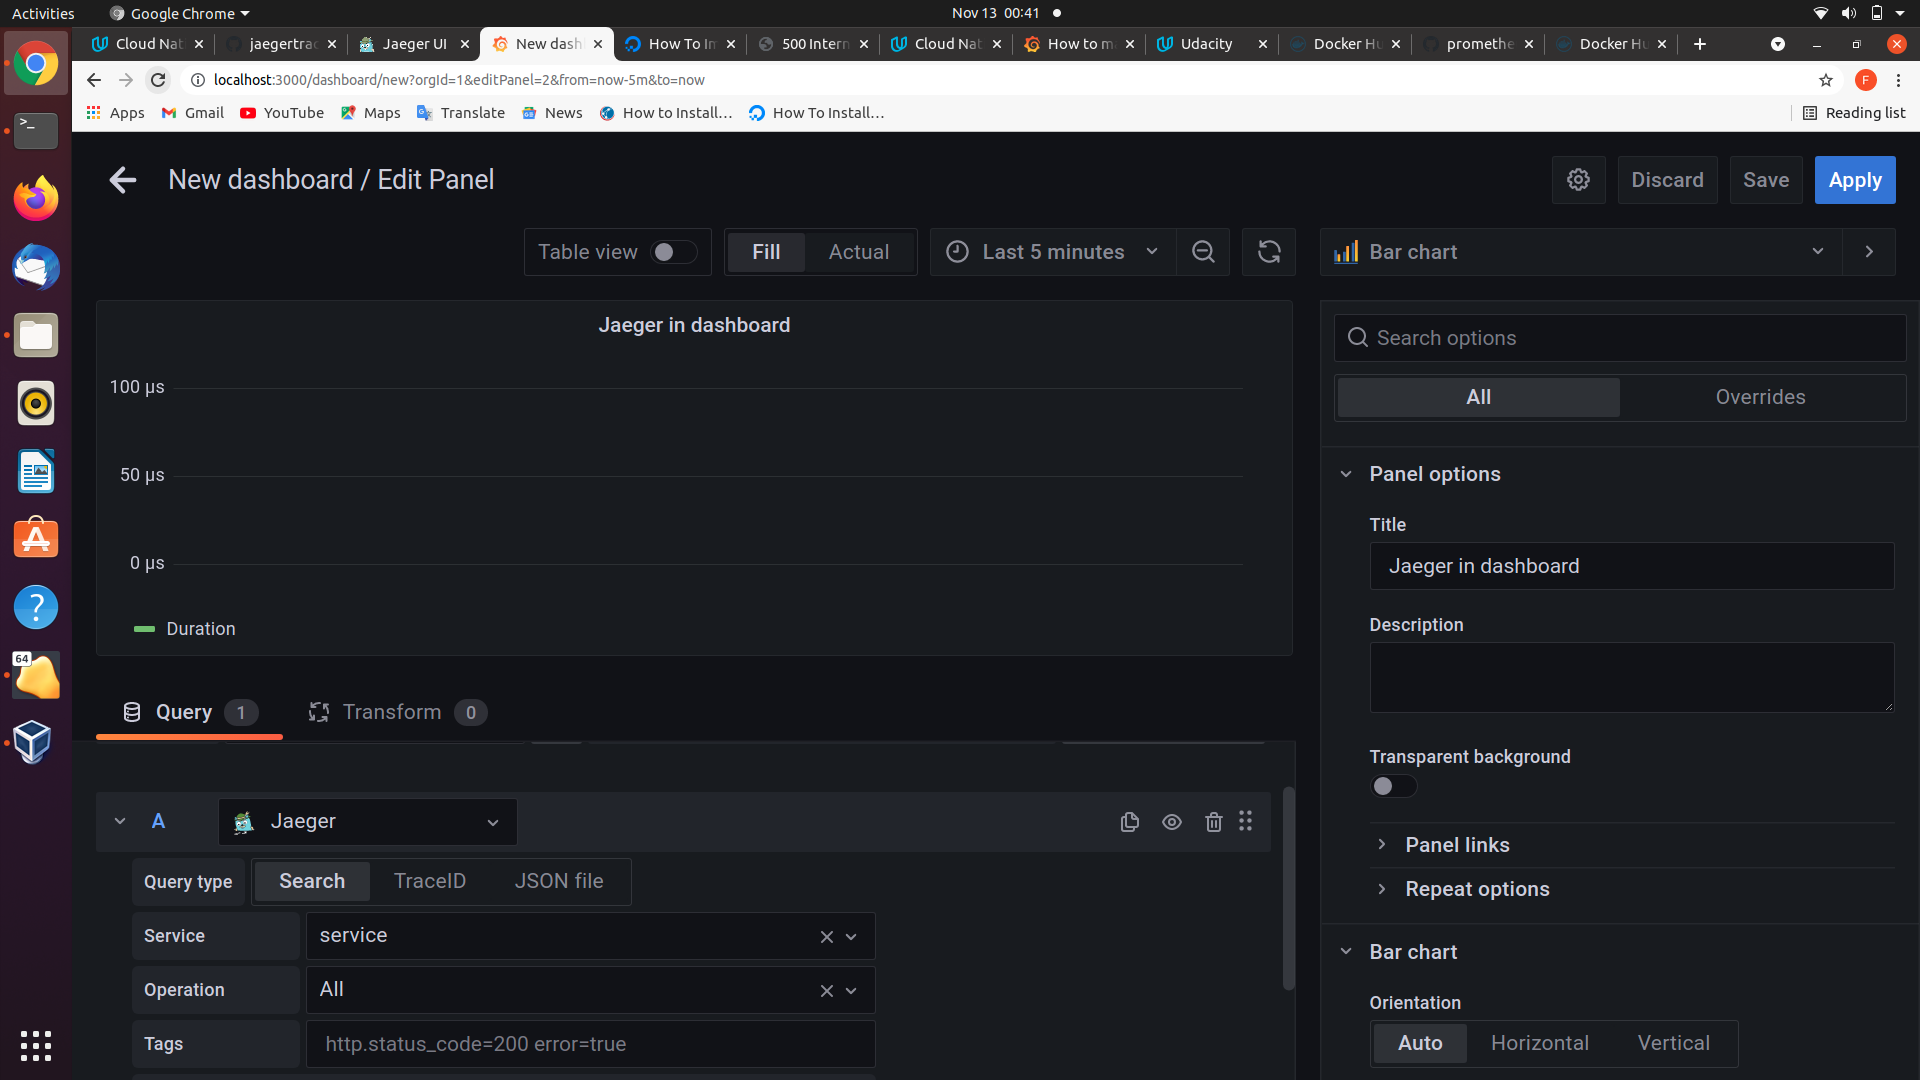 Activities
Google Chrome
Nov 13 00:41
Cloud Nat
jaegertrac
Jaeger UI
New dash
How To In
500 Intern
Cloud Nat
How to ma
Udacity
Docker Hu
promethe
Docker Hu
localhost:3000/dashboard/new?orgId=1&editPanel=2&from=now-5m&to=now
F
Apps
Gmail
YouTube
Maps
Translate
News
How to Install...
How To Install...
Reading list
New dashboard / Edit Panel
Discard
Save
Apply
Table view
Fill
Actual
Last 5 minutes
Bar chart
Jaeger in dashboard
100 µs
50 µs
0 µs
Duration
Search options
All
Overrides
Panel options
Title
Jaeger in dashboard
Description
Transparent background
Panel links
Repeat options
Bar chart
Orientation
Auto
Horizontal
Vertical
Query 1
Transform 0
A
Jaeger
Query type
Search
TraceID
JSON file
Service
service
Operation
All
Tags
http.status_code=200 error=true
64